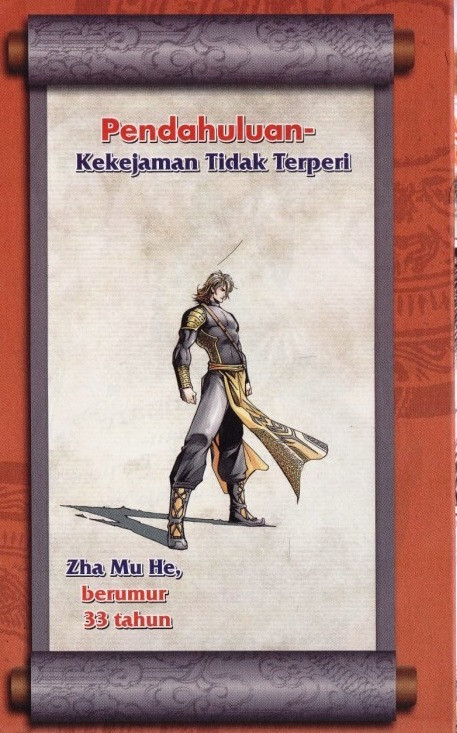 Pendahuluan-
Kekejaman Tidak Terperi
Zha Mu He,
berumur
33 tahun